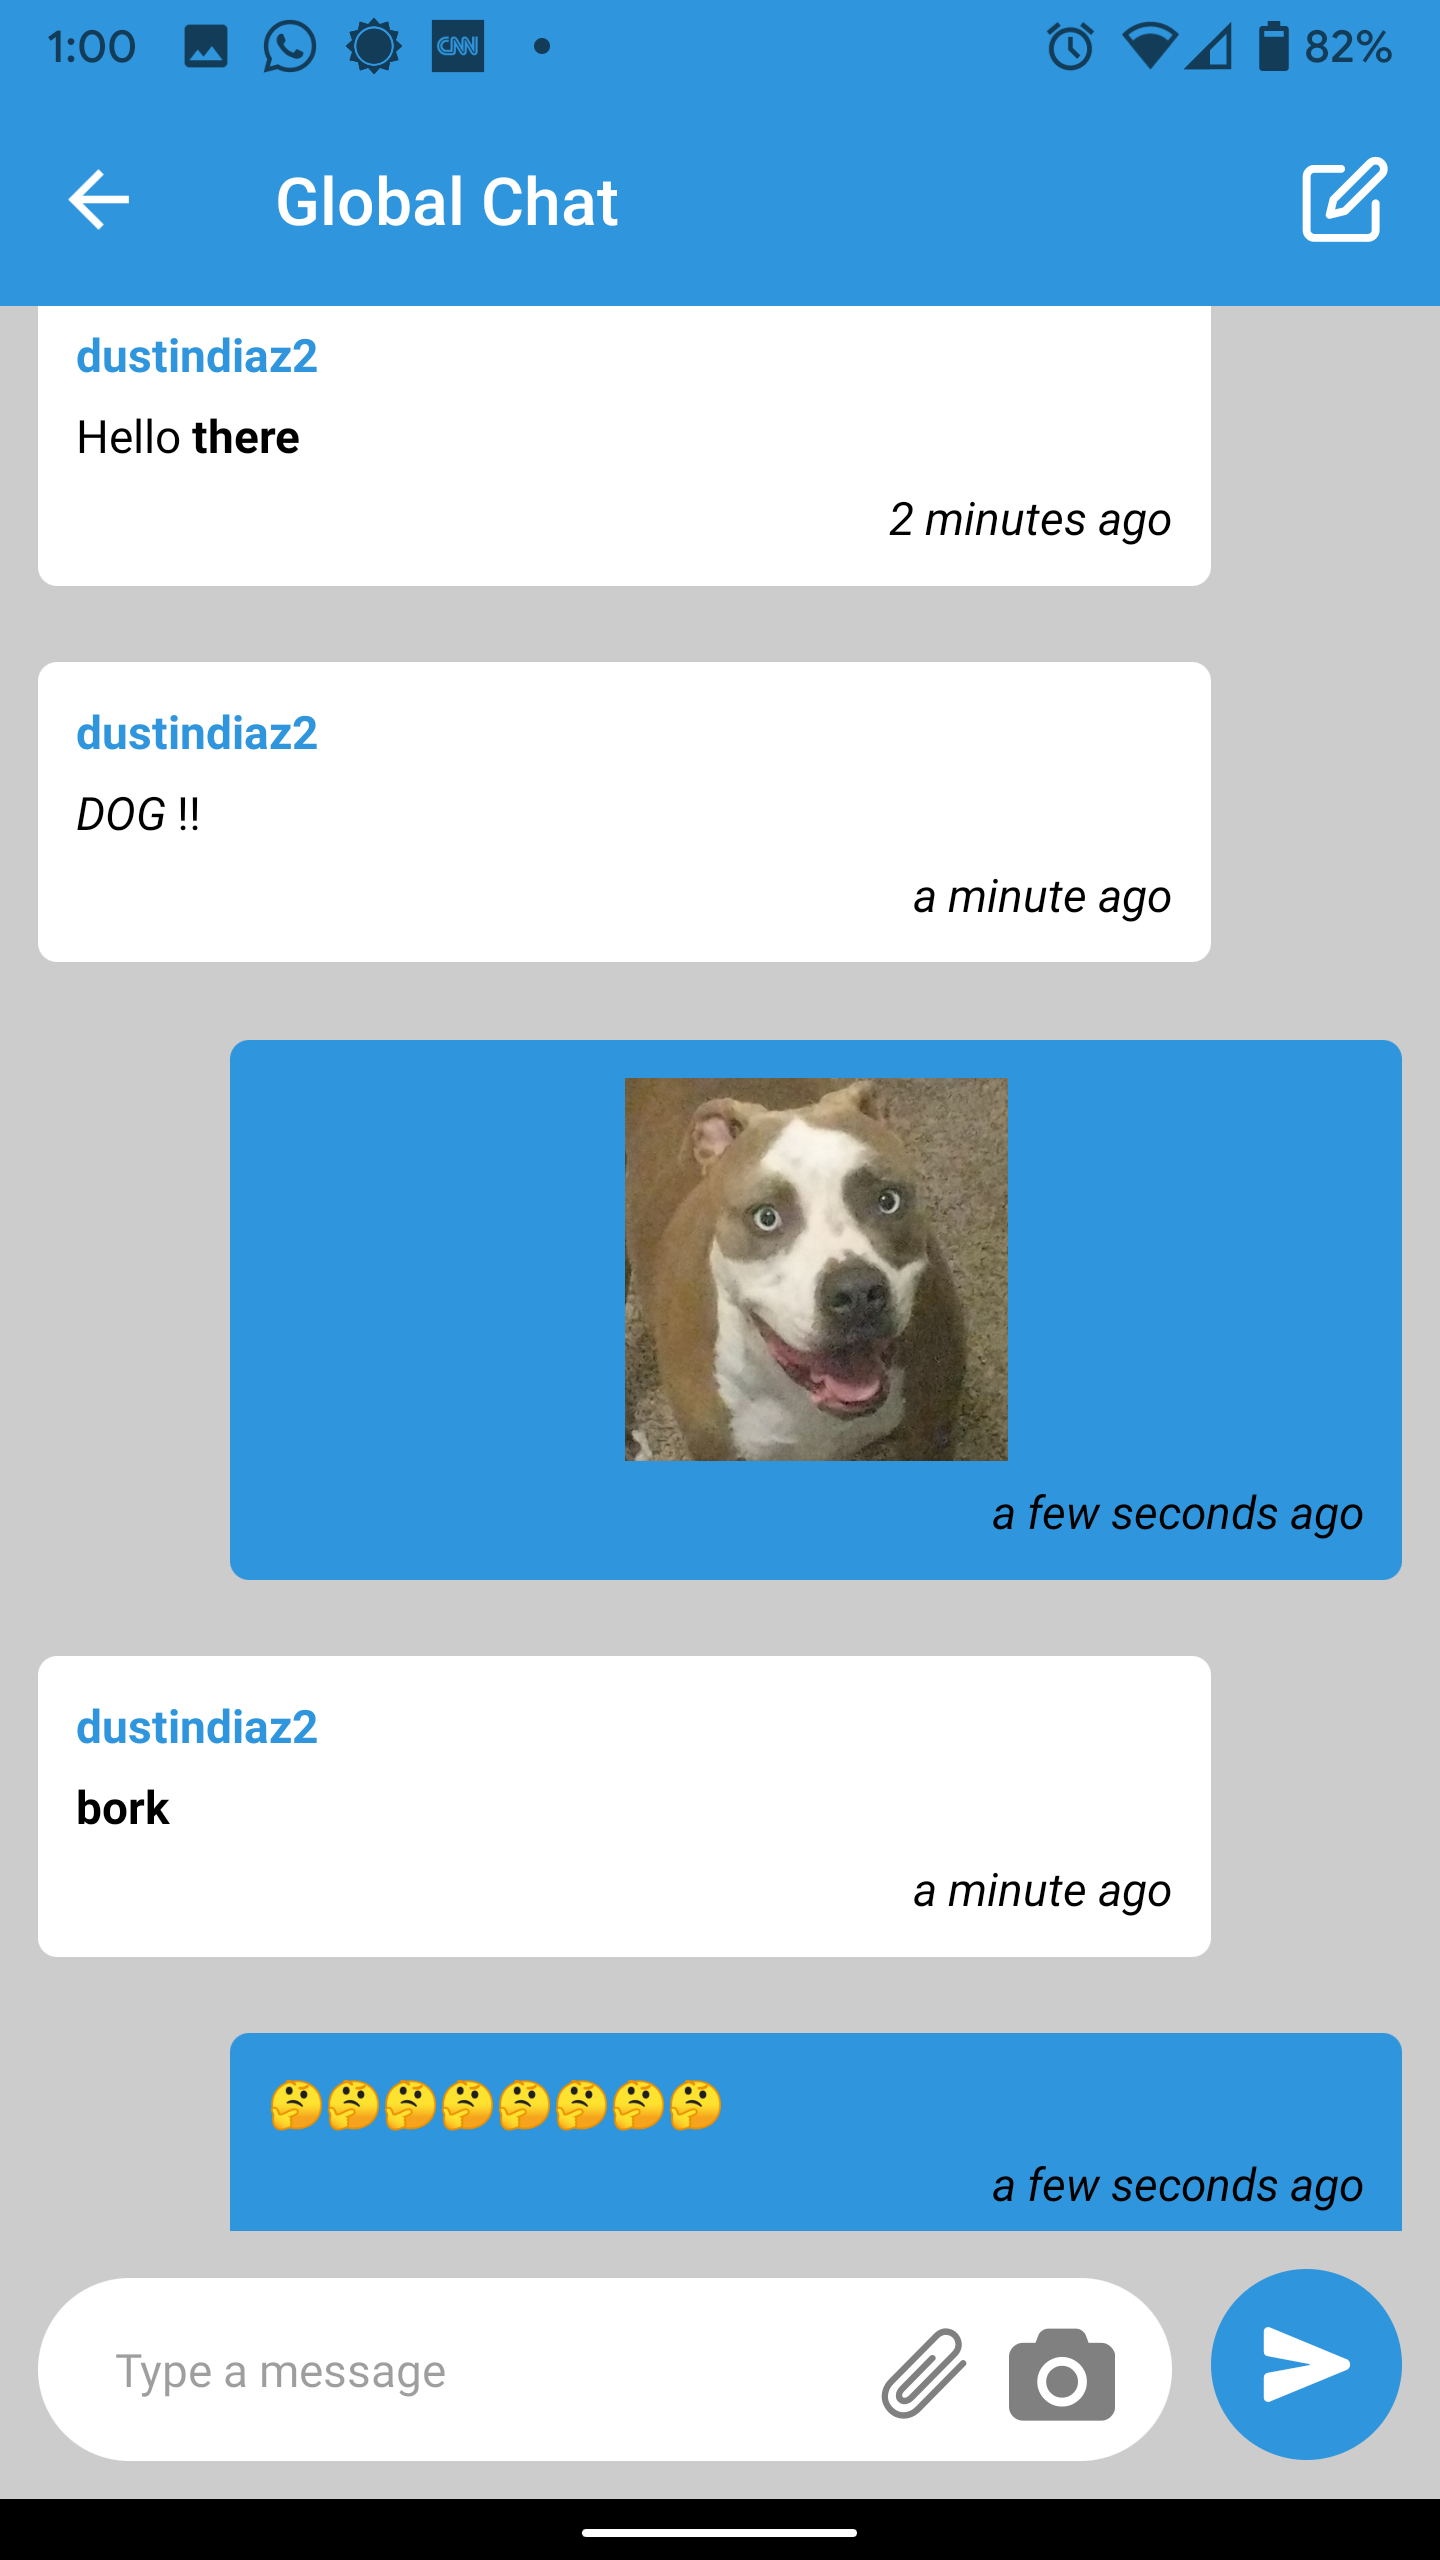 1:00 CNN 82%
Global Chat
dustindiaz2
Hello there
2 minutes ago
dustindiaz2
DOG !!
a minute ago
a few seconds ago
dustindiaz2
bork
a minute ago
🤔🤔🤔🤔🤔🤔🤔🤔
a few seconds ago
Type a message